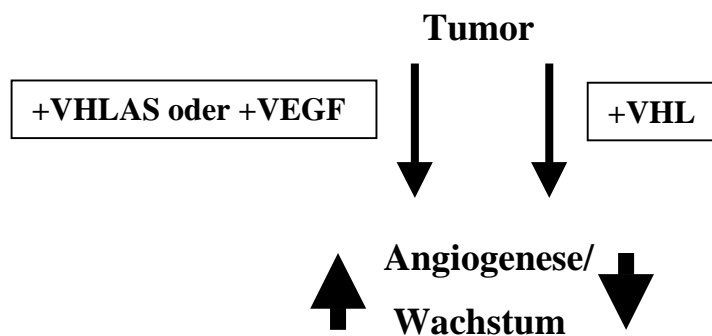 Tumor
+VHLAS oder +VEGF
+VHL
Angiogenese/
Wachstum